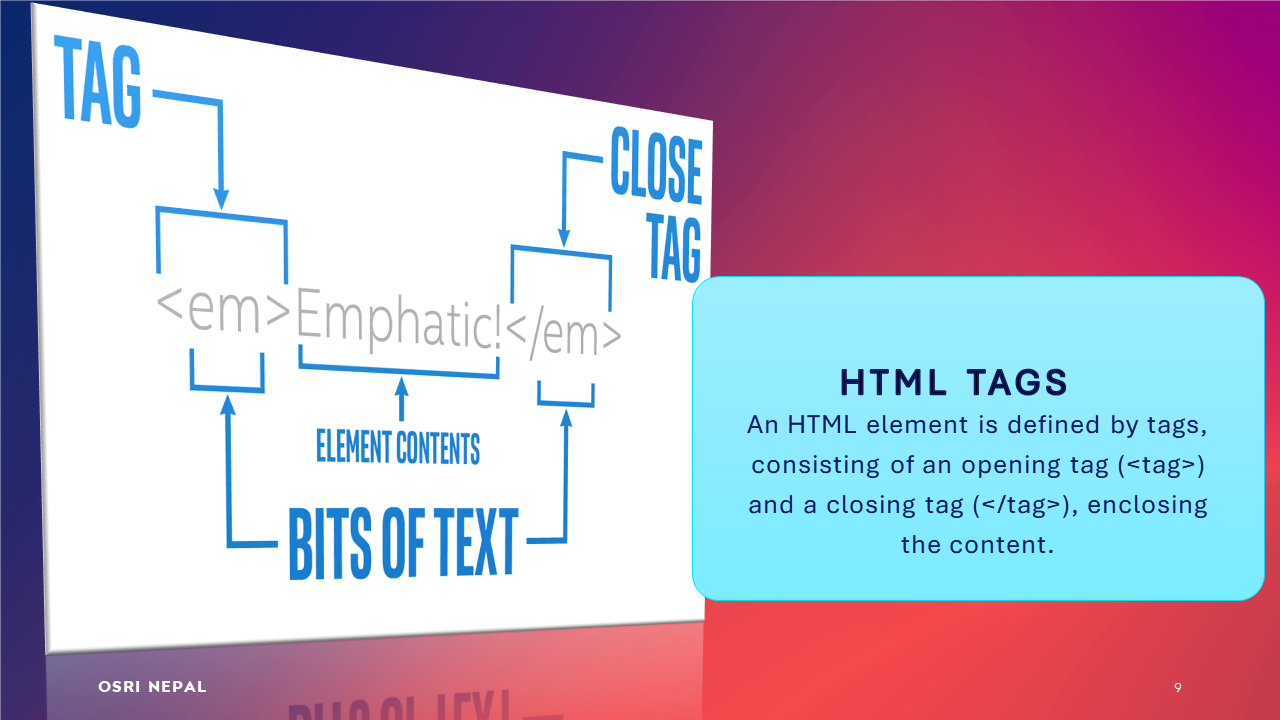 TAG
CLOSE
TAG
<em>Emphatic!</em>
ELEMENT CONTENTS
BITS OF TEXT
HTML TAGS
An HTML element is defined by tags,
consisting of an opening tag (<tag>)
and a closing tag (</tag>), enclosing
the content.
OSRI NEPAL
9